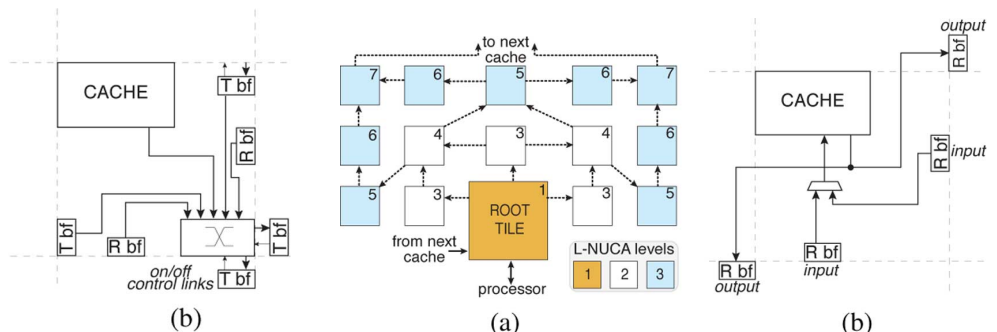 CACHE
T bf
R bf
T bf
R bf
T bf
on/off
control links
T bf
(b)
to next
cache
7
6
5
6
7
6
4
3
4
6
5
3
1
3
5
ROOT
TILE
from next
cache
processor
L-NUCA levels
1
2
3
(a)
output
R bf
CACHE
R bf
input
R bf
output
R bf
input
(b)